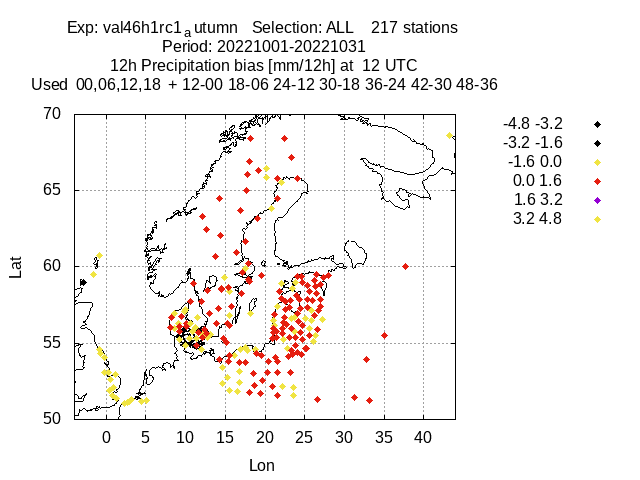 Exp: val46h1rc1autumn Selection: ALL 217 stations
Period: 20221001-20221031
12h Precipitation bias [mm/12h] at 12 UTC
Used 00,06,12,18 + 12-00 18-06 24-12 30-18 36-24 42-30 48-36
70
65
60
55
50
Lat
0 5 10 15 20 25 30 35 40
Lon
-4.8 -3.2
-3.2 -1.6
-1.6 0.0
0.0 1.6
1.6 3.2
3.2 4.8